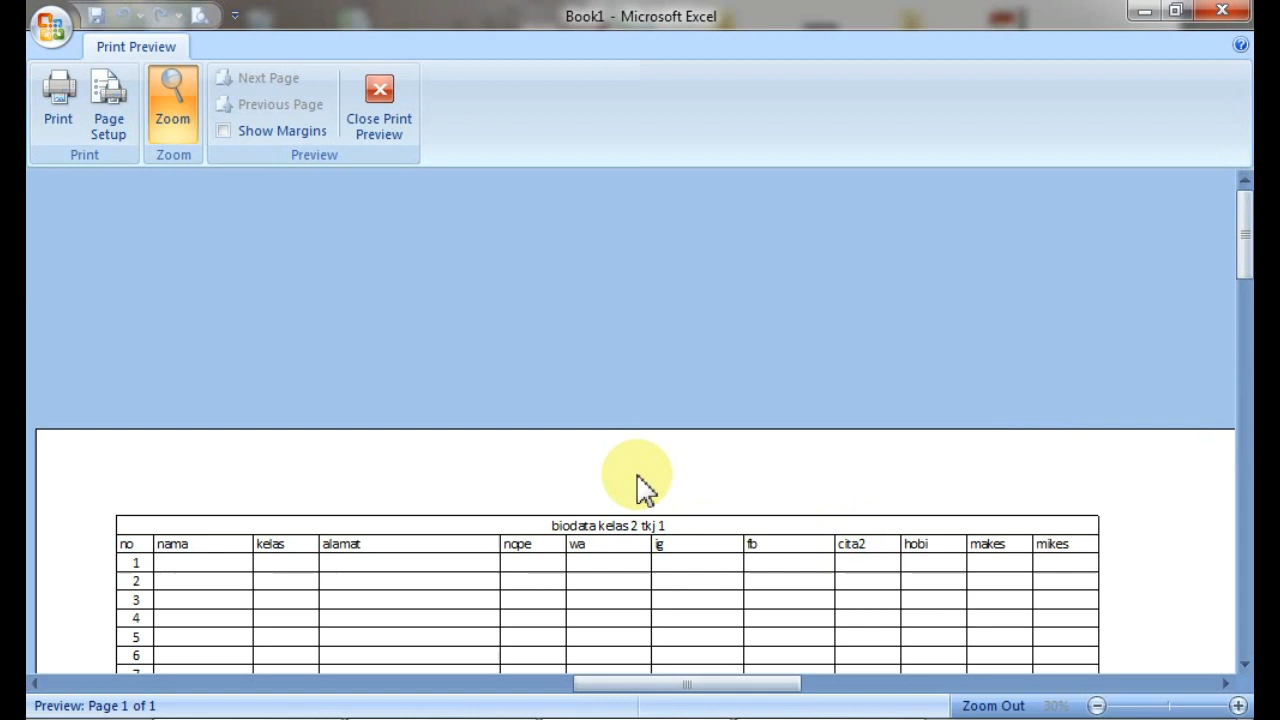 Book1 - Microsoft Excel
Print Preview
Print
Page Setup
Zoom
Next Page
Previous Page
Show Margins
Close Print Preview
Print
Zoom
Preview
biodata kelas 2 tkj 1
no nama kelas alamat nope wa ig fb cita2 hobi makes mikes
1
2
3
4
5
6
7
Preview: Page 1 of 1
Zoom Out 30%